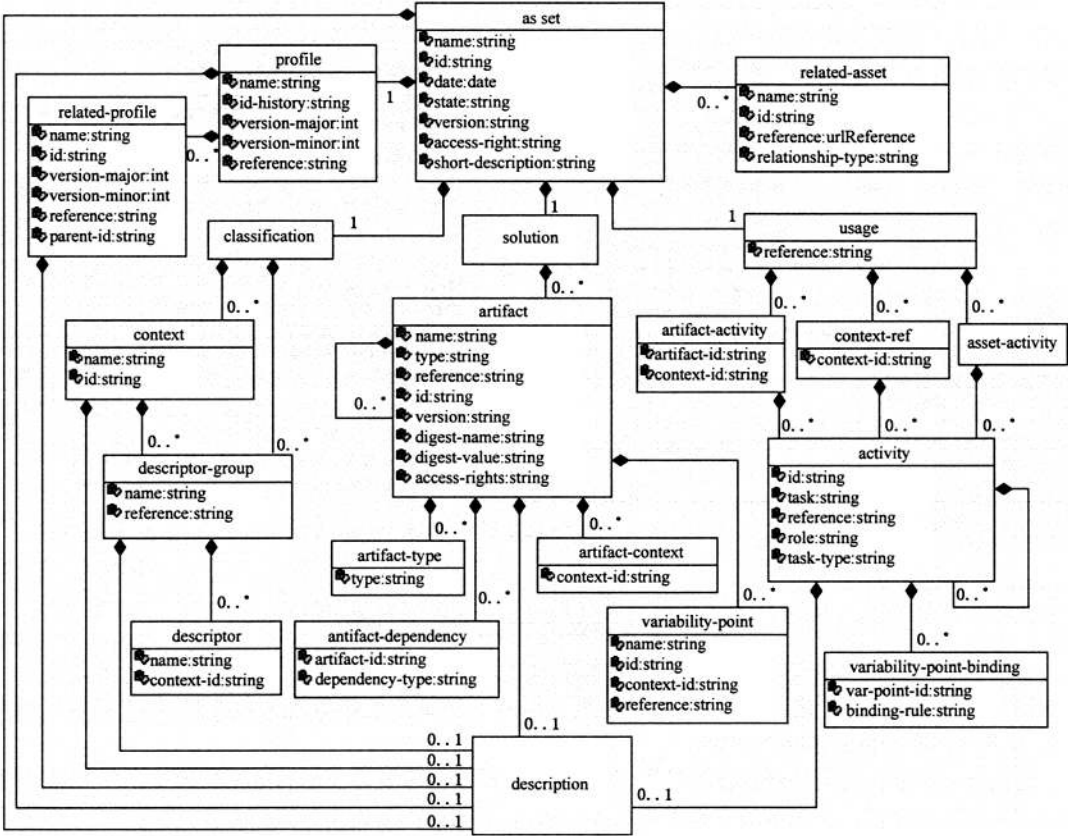 as set
name:string
id:string
date:date
state:string
version:string
access-right:string
short-description:string
profile
name:string
id-history:string
version-major:int
version-minor:int
reference:string
1
related-asset
name:string
id:string
reference:urlReference
relationship-type:string
0..*
related-profile
name:string
id:string
version-major:int
version-minor:int
reference:string
parent-id:string
0..*
classification
1
solution
1
usage
reference:string
1
context
name:string
id:string
0..*
artifact
name:string
type:string
reference:string
id:string
version:string
digest-name:string
digest-value:string
access-rights:string
0..*
0..*
artifact-activity
artifact-id:string
context-id:string
0..*
context-ref
context-id:string
0..*
asset-activity
0..*
descriptor-group
name:string
reference:string
0..*
0..*
activity
id:string
task:string
reference:string
role:string
task-type:string
0..*
0..*
0..*
0..*
artifact-type
type:string
0..*
artifact-context
context-id:string
0..*
descriptor
name:string
context-id:string
0..*
antifact-dependency
artifact-id:string
dependency-type:string
0..*
variability-point
name:string
id:string
context-id:string
reference:string
0..*
variability-point-binding
var-point-id:string
binding-rule:string
0..*
description
0..1
0..1
0..1
0..1
0..1
0..1
0..1